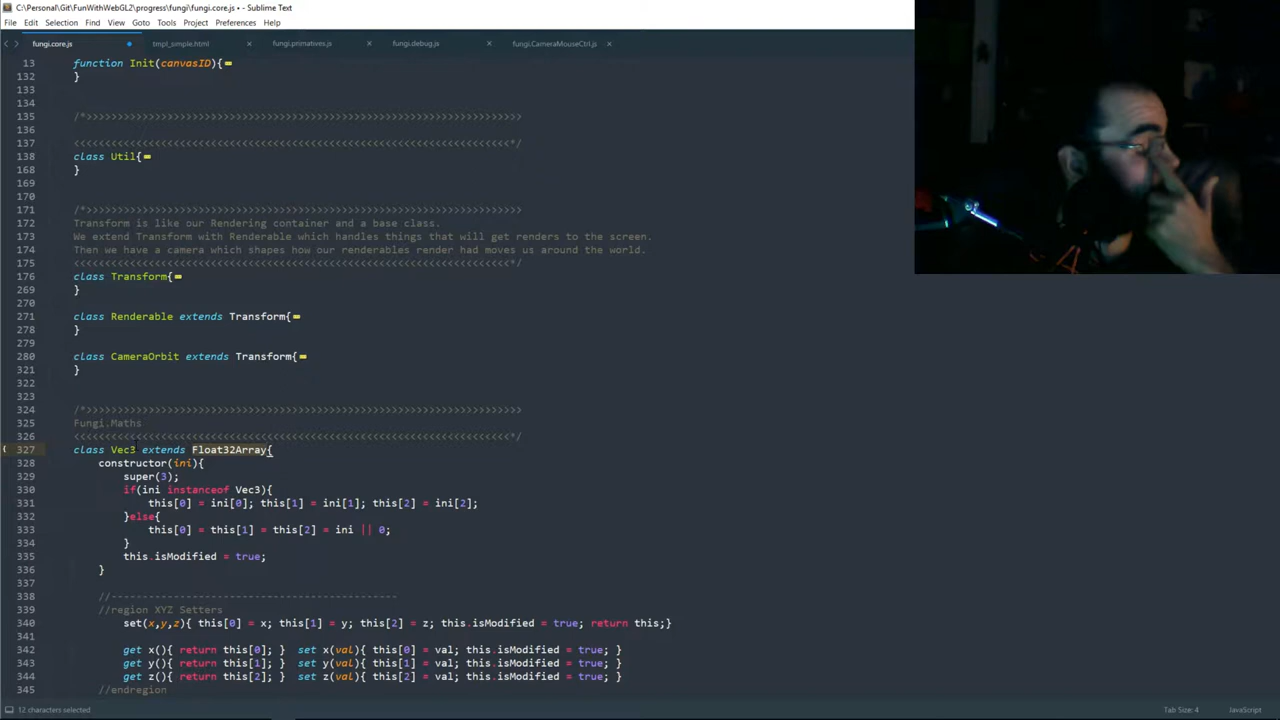 C:\Personal\Git\FunWithWebGL2\progress\fungi\fungi.core.js • - Sublime Text
File Edit Selection Find View Goto Tools Project Preferences Help
fungi.core.js tmpl_simple.html fungi.primatives.js fungi.debug.js fungi.CameraMouseCtrl.js
13 function Init(canvasID){
132 }
133
134
135 /*>>>>>>>>>>>>>>>>>>>>>>>>>>>>>>>>>>>>>>>>>>>>>>>>>>>>>>>>>>>>>>>>>>>>>>
136
137 <<<<<<<<<<<<<<<<<<<<<<<<<<<<<<<<<<<<<<<<<<<<<<<<<<<<<<<<<<<<<<<<<<<<<<*/
138 class Util{
168 }
169
170
171 /*>>>>>>>>>>>>>>>>>>>>>>>>>>>>>>>>>>>>>>>>>>>>>>>>>>>>>>>>>>>>>>>>>>>>>>
172 Transform is like our Rendering container and a base class.
173 We extend Transform with Renderable which handles things that will get renders to the screen.
174 Then we have a camera which shapes how our renderables render had moves us around the world.
175 <<<<<<<<<<<<<<<<<<<<<<<<<<<<<<<<<<<<<<<<<<<<<<<<<<<<<<<<<<<<<<<<<<<<<<*/
176 class Transform{
269 }
270
271 class Renderable extends Transform{
278 }
279
280 class CameraOrbit extends Transform{
321 }
322
323
324 /*>>>>>>>>>>>>>>>>>>>>>>>>>>>>>>>>>>>>>>>>>>>>>>>>>>>>>>>>>>>>>>>>>>>>>>
325 Fungi.Maths
326 <<<<<<<<<<<<<<<<<<<<<<<<<<<<<<<<<<<<<<<<<<<<<<<<<<<<<<<<<<<<<<<<<<<<<<*/
327 class Vec3 extends Float32Array{
328 constructor(ini){
329 super(3);
330 if(ini instanceof Vec3){
331 this[0] = ini[0]; this[1] = ini[1]; this[2] = ini[2];
332 }else{
333 this[0] = this[1] = this[2] = ini || 0;
334 }
335 this.isModified = true;
336 }
337
338 //----------------------------------------------
339 //region XYZ Setters
340 set(x,y,z){ this[0] = x; this[1] = y; this[2] = z; this.isModified = true; return this;}
341
342 get x(){ return this[0]; } set x(val){ this[0] = val; this.isModified = true; }
343 get y(){ return this[1]; } set y(val){ this[1] = val; this.isModified = true; }
344 get z(){ return this[2]; } set z(val){ this[2] = val; this.isModified = true; }
345 //endregion
12 characters selected Tab Size: 4 JavaScript